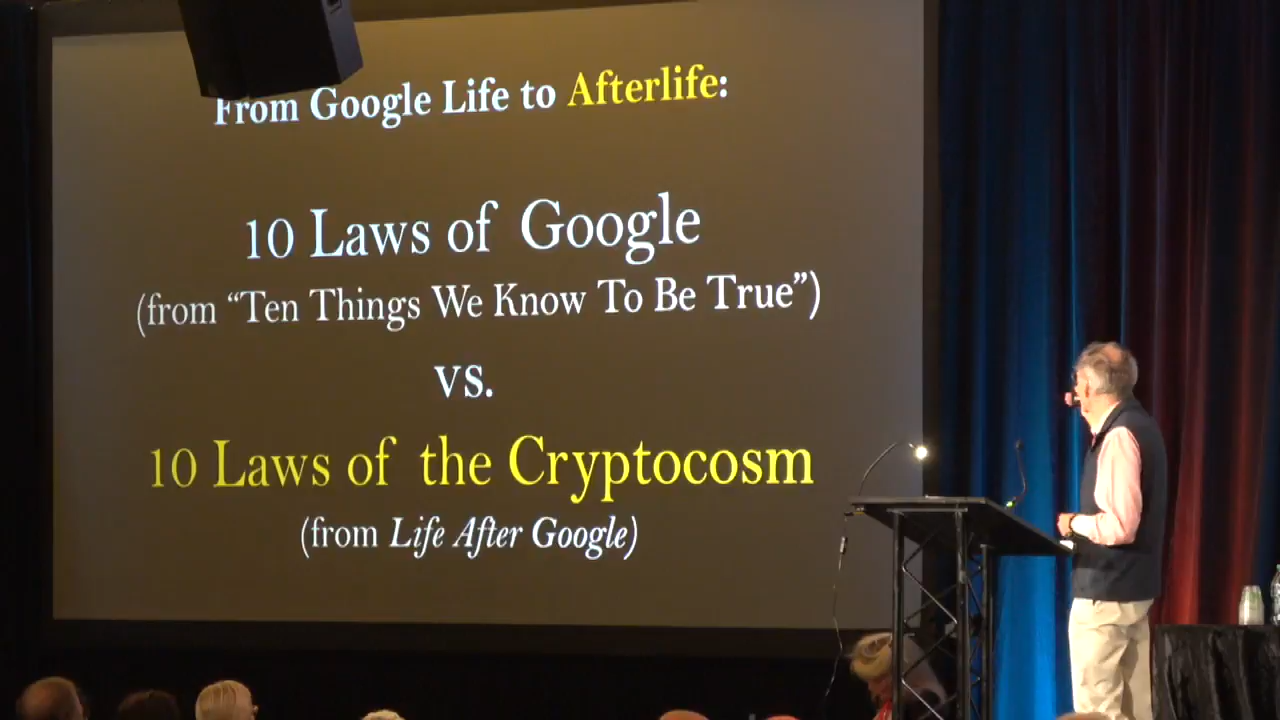 From Google Life to Afterlife:
10 Laws of Google
(from “Ten Things We Know To Be True”)
vs.
10 Laws of the Cryptocosm
(from Life After Google)